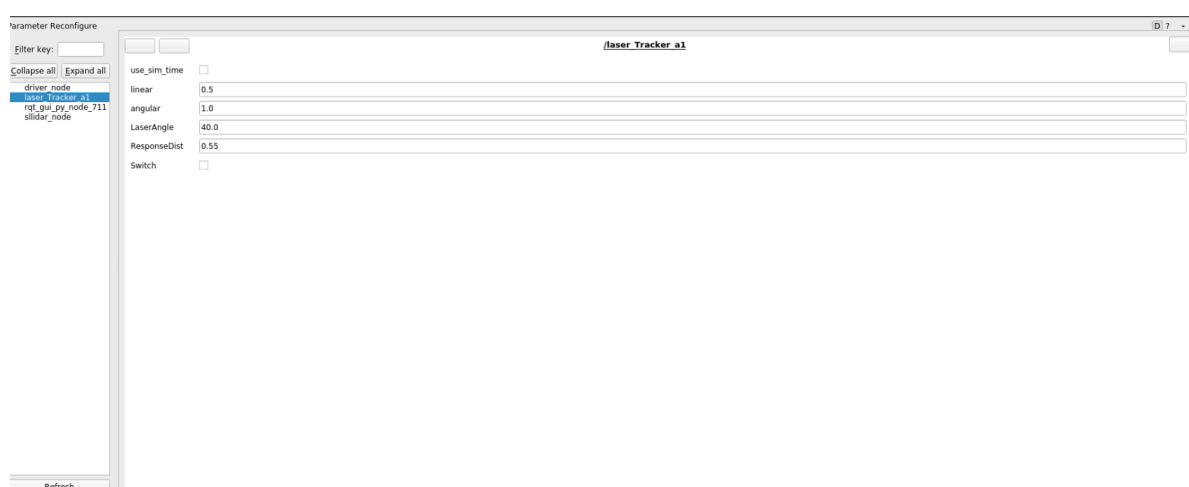 Parameter Reconfigure
D ? -
Filter key:
Collapse all Expand all
driver_node
laser_Tracker_a1
rqt_gui_py_node_711
sllidar_node
Refresh
/laser_Tracker_a1
use_sim_time
linear 0.5
angular 1.0
LaserAngle 40.0
ResponseDist 0.55
Switch